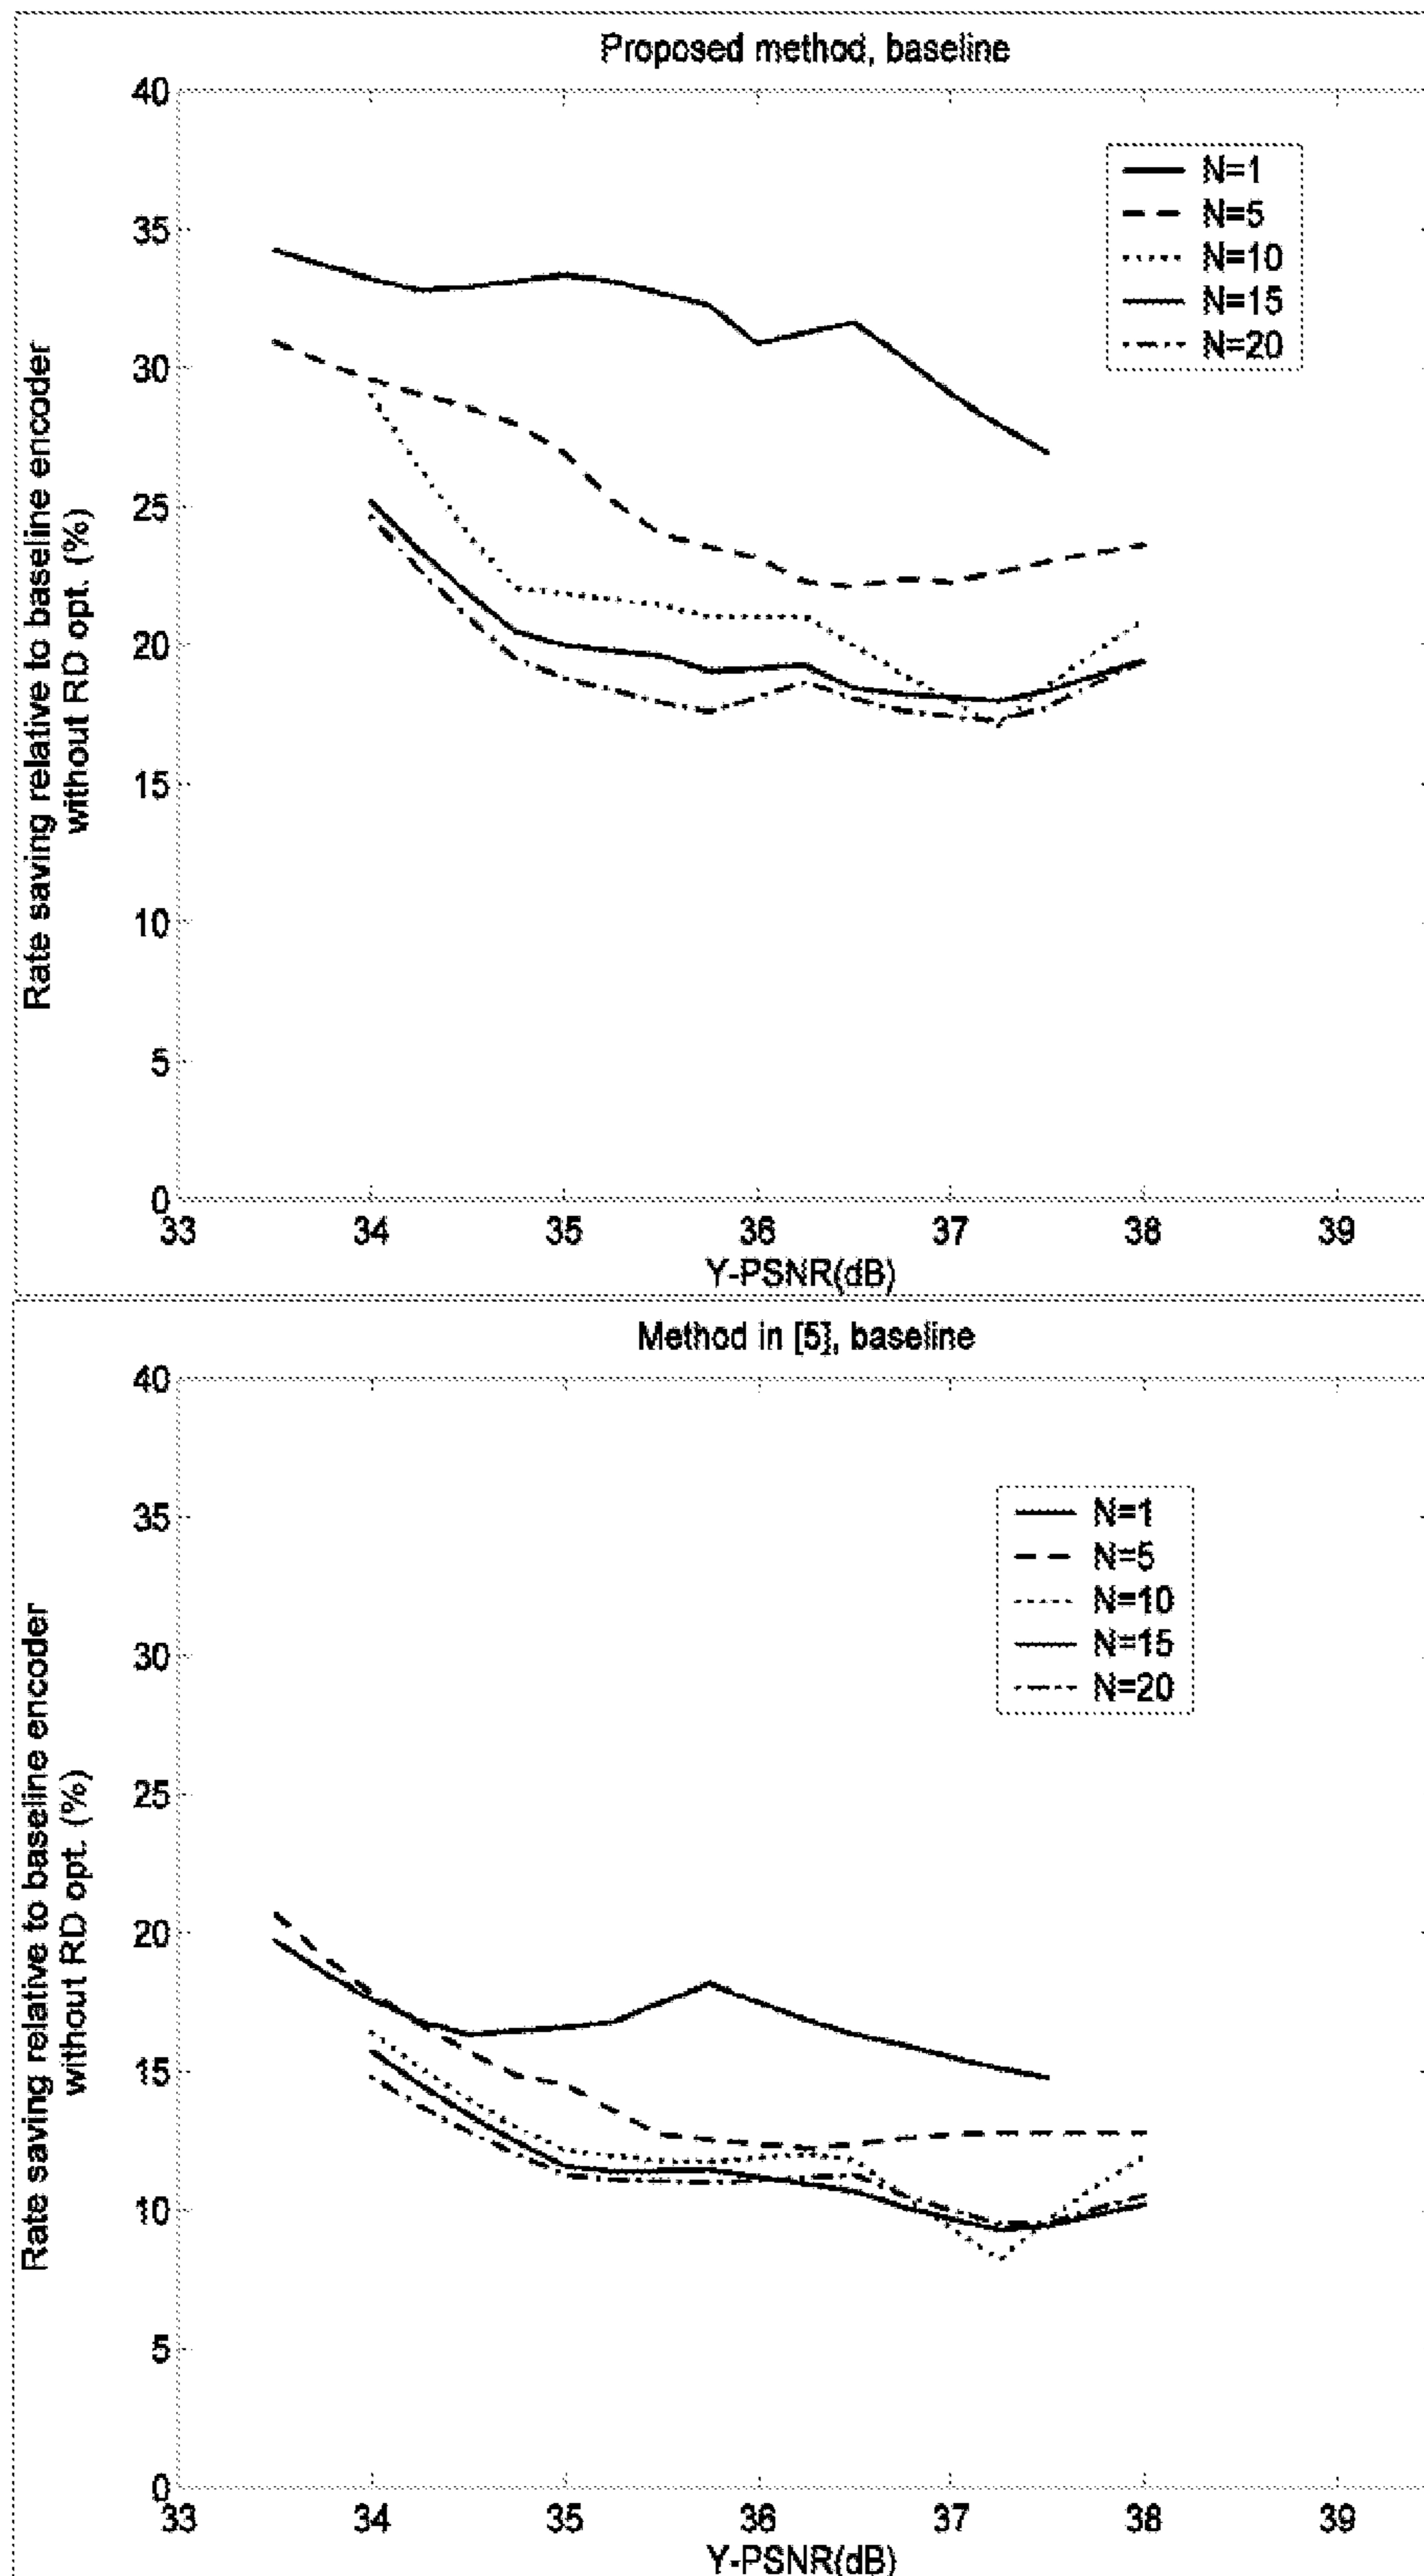 Proposed method, baseline
40
35
30
25
20
15
10
5
0
33
34
35
36
37
38
39
N=1
N=5
N=10
N=15
N=20
Rate saving relative to baseline encoder
without RD opt. (%)
Y-PSNR(dB)
Method in [5], baseline
40
35
30
25
20
15
10
5
0
33
34
35
36
37
38
39
N=1
N=5
N=10
N=15
N=20
Rate saving relative to baseline encoder
without RD opt. (%)
Y-PSNR(dB)